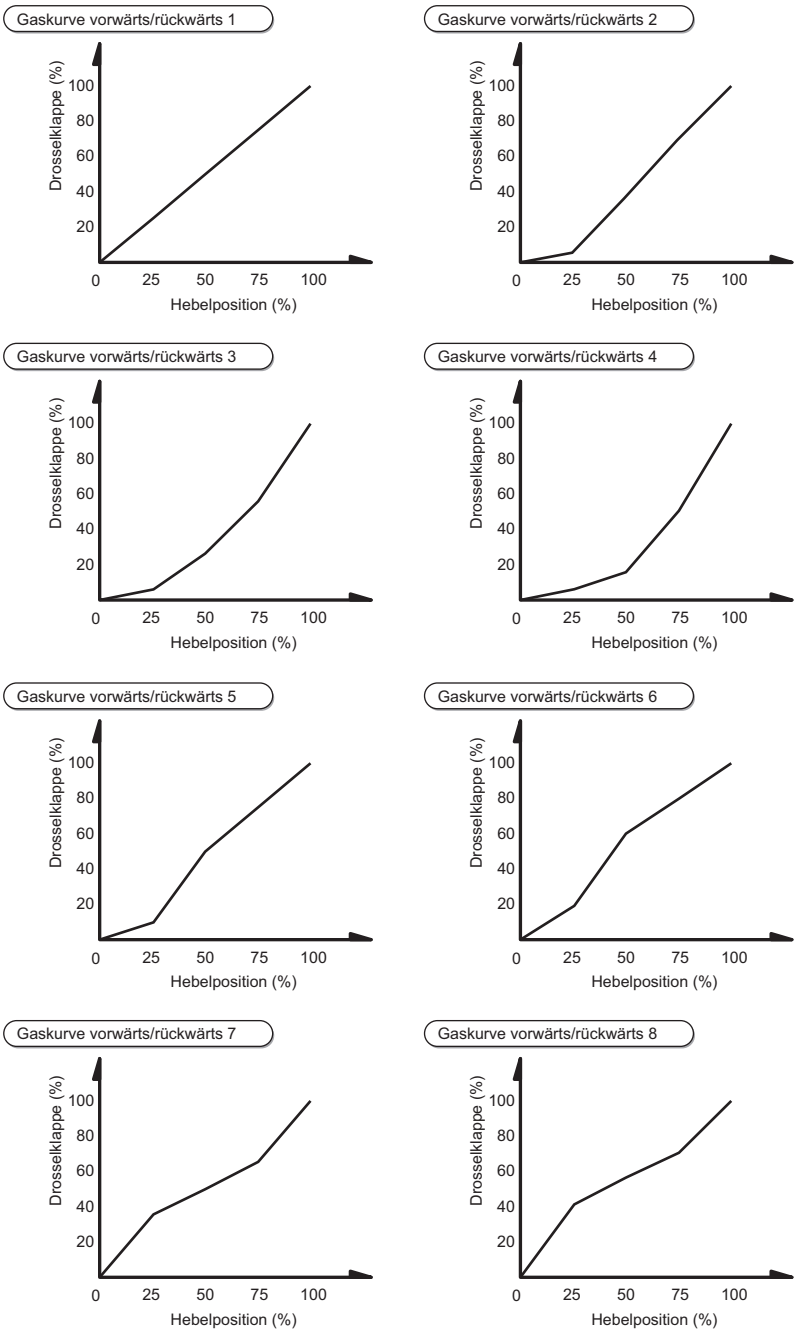 Gaskurve vorwärts/rückwärts 1
Drosselklappe (%)
100
80
60
40
20
0 25 50 75 100
Hebelposition (%)
Gaskurve vorwärts/rückwärts 2
Drosselklappe (%)
100
80
60
40
20
0 25 50 75 100
Hebelposition (%)
Gaskurve vorwärts/rückwärts 3
Drosselklappe (%)
100
80
60
40
20
0 25 50 75 100
Hebelposition (%)
Gaskurve vorwärts/rückwärts 4
Drosselklappe (%)
100
80
60
40
20
0 25 50 75 100
Hebelposition (%)
Gaskurve vorwärts/rückwärts 5
Drosselklappe (%)
100
80
60
40
20
0 25 50 75 100
Hebelposition (%)
Gaskurve vorwärts/rückwärts 6
Drosselklappe (%)
100
80
60
40
20
0 25 50 75 100
Hebelposition (%)
Gaskurve vorwärts/rückwärts 7
Drosselklappe (%)
100
80
60
40
20
0 25 50 75 100
Hebelposition (%)
Gaskurve vorwärts/rückwärts 8
Drosselklappe (%)
100
80
60
40
20
0 25 50 75 100
Hebelposition (%)